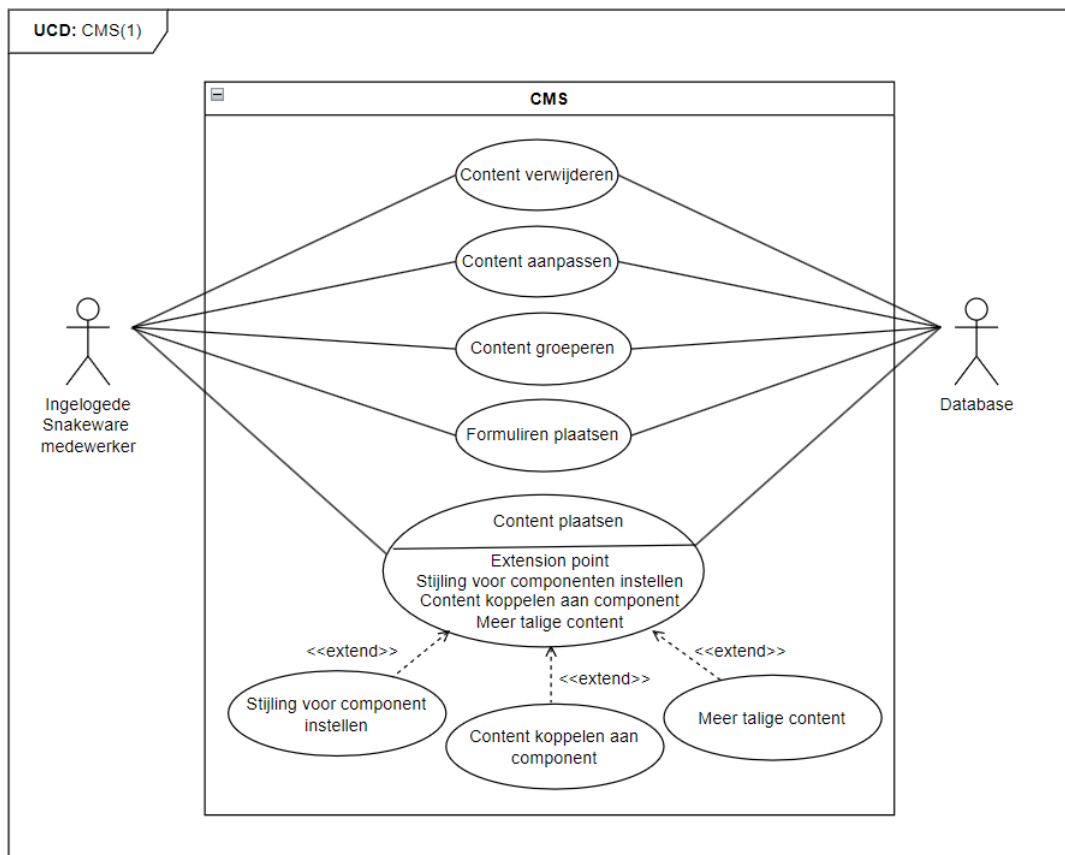 UCD: CMS(1)
CMS
Content verwijderen
Content aanpassen
Content groeperen
Formuliren plaatsen
Ingelogede
Snakeware
medewerker
Database
Content plaatsen
Extension point
Stijling voor componenten instellen
Content koppelen aan component
Meer talige content
<<extend>>
<<extend>>
<<extend>>
Stijling voor component
instellen
Content koppelen aan
component
Meer talige content